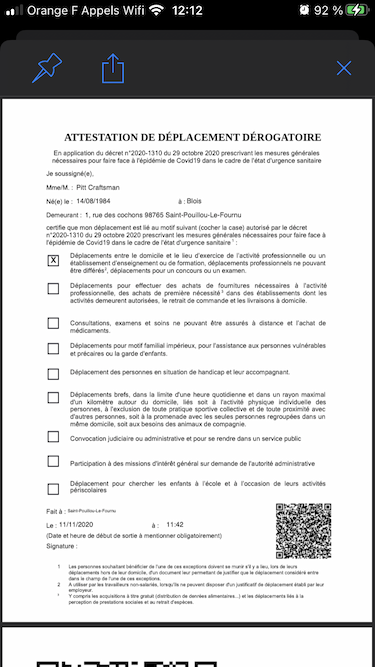 Orange F Appels Wifi 12:12 92 %
ATTESTATION DE DÉPLACEMENT DÉROGATOIRE
En application du décret n°2020-1310 du 29 octobre 2020 prescrivant les mesures générales
nécessaires pour faire face à l'épidémie de Covid19 dans le cadre de l'état d'urgence sanitaire
Je soussigné(e),
Mme/M. : Pitt Craftsman
Né(e) le : 14/08/1984 à : Blois
Demeurant : 1, rue des cochons 98765 Saint-Pouilou-Le-Fournu
certifie que mon déplacement est lié au motif suivant (cocher la case) autorisé par le décret
n°2020-1310 du 29 octobre 2020 prescrivant les mesures générales nécessaires pour faire face à
l'épidémie de Covid19 dans le cadre de l'état d'urgence sanitaire 1 :
X Déplacements entre le domicile et le lieu d'exercice de l'activité professionnelle ou un
établissement d'enseignement ou de formation, déplacements professionnels ne pouvant
être différés2, déplacements pour un concours ou un examen.
Déplacements pour effectuer des achats de fournitures nécessaires à l'activité
professionnelle, des achats de première nécessité3 dans des établissements dont les
activités demeurent autorisées, le retrait de commande et les livraisons à domicile.
Consultations, examens et soins ne pouvant être assurés à distance et l'achat de
médicaments.
Déplacements pour motif familial impérieux, pour l'assistance aux personnes vulnérables
et précaires ou la garde d'enfants.
Déplacement des personnes en situation de handicap et leur accompagnant.
Déplacements brefs, dans la limite d'une heure quotidienne et dans un rayon maximal
d'un kilomètre autour du domicile, liés soit à l'activité physique individuelle des
personnes, à l'exclusion de toute pratique sportive collective et de toute proximité avec
d'autres personnes, soit à la promenade avec les seules personnes regroupées dans un
même domicile, soit aux besoins des animaux de compagnie.
Convocation judiciaire ou administrative et pour se rendre dans un service public
Participation à des missions d'intérêt général sur demande de l'autorité administrative
Déplacement pour chercher les enfants à l'école et à l'occasion de leurs activités
périscolaires
Fait à : Saint-Pouilou-Le-Fournu
Le : 11/11/2020 à : 11:42
(Date et heure de début de sortie à mentionner obligatoirement)
Signature :
1 Les personnes souhaitant bénéficier de l'une de ces exceptions doivent se munir s'il y a lieu, lors de leurs
déplacements hors de leur domicile, d'un document leur permettant de justifier que le déplacement considéré entre
dans le champ de l'une de ces exceptions.
2 A utiliser par les travailleurs non-salariés, lorsqu'ils ne peuvent disposer d'un justificatif de déplacement établi par leur
employeur.
3 Y compris les acquisitions à titre gratuit (distribution de denrées alimentaires...) et les déplacements liés à la
perception de prestations sociales et au retrait d'espèces.